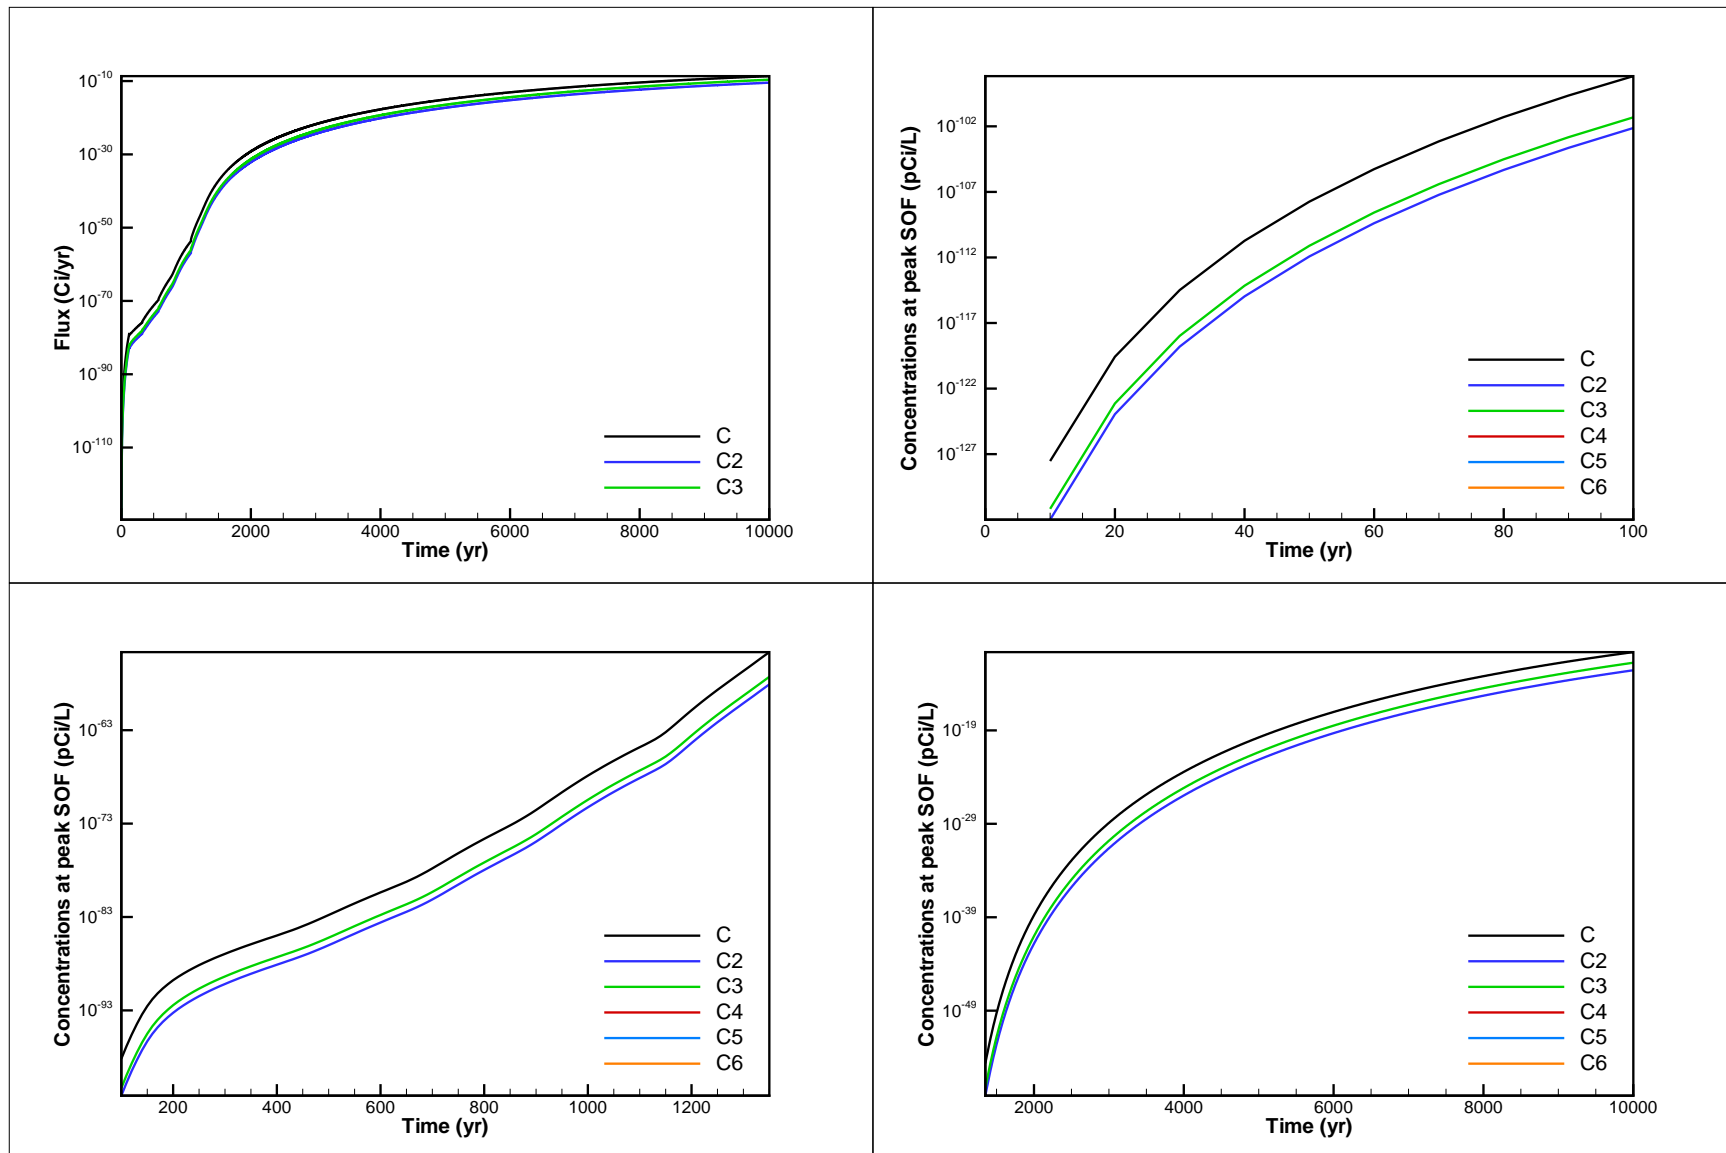 Flux (Ci/yr)
10^-10
10^-30
10^-50
10^-70
10^-90
10^-110
C
C2
C3
0 2000 4000 6000 8000 10000
Time (yr)
Concentrations at peak SOF (pCi/L)
10^-102
10^-107
10^-112
10^-117
10^-122
10^-127
C
C2
C3
C4
C5
C6
0 20 40 60 80 100
Time (yr)
Concentrations at peak SOF (pCi/L)
10^-63
10^-73
10^-83
10^-93
C
C2
C3
C4
C5
C6
200 400 600 800 1000 1200
Time (yr)
Concentrations at peak SOF (pCi/L)
10^-19
10^-29
10^-39
10^-49
C
C2
C3
C4
C5
C6
2000 4000 6000 8000 10000
Time (yr)